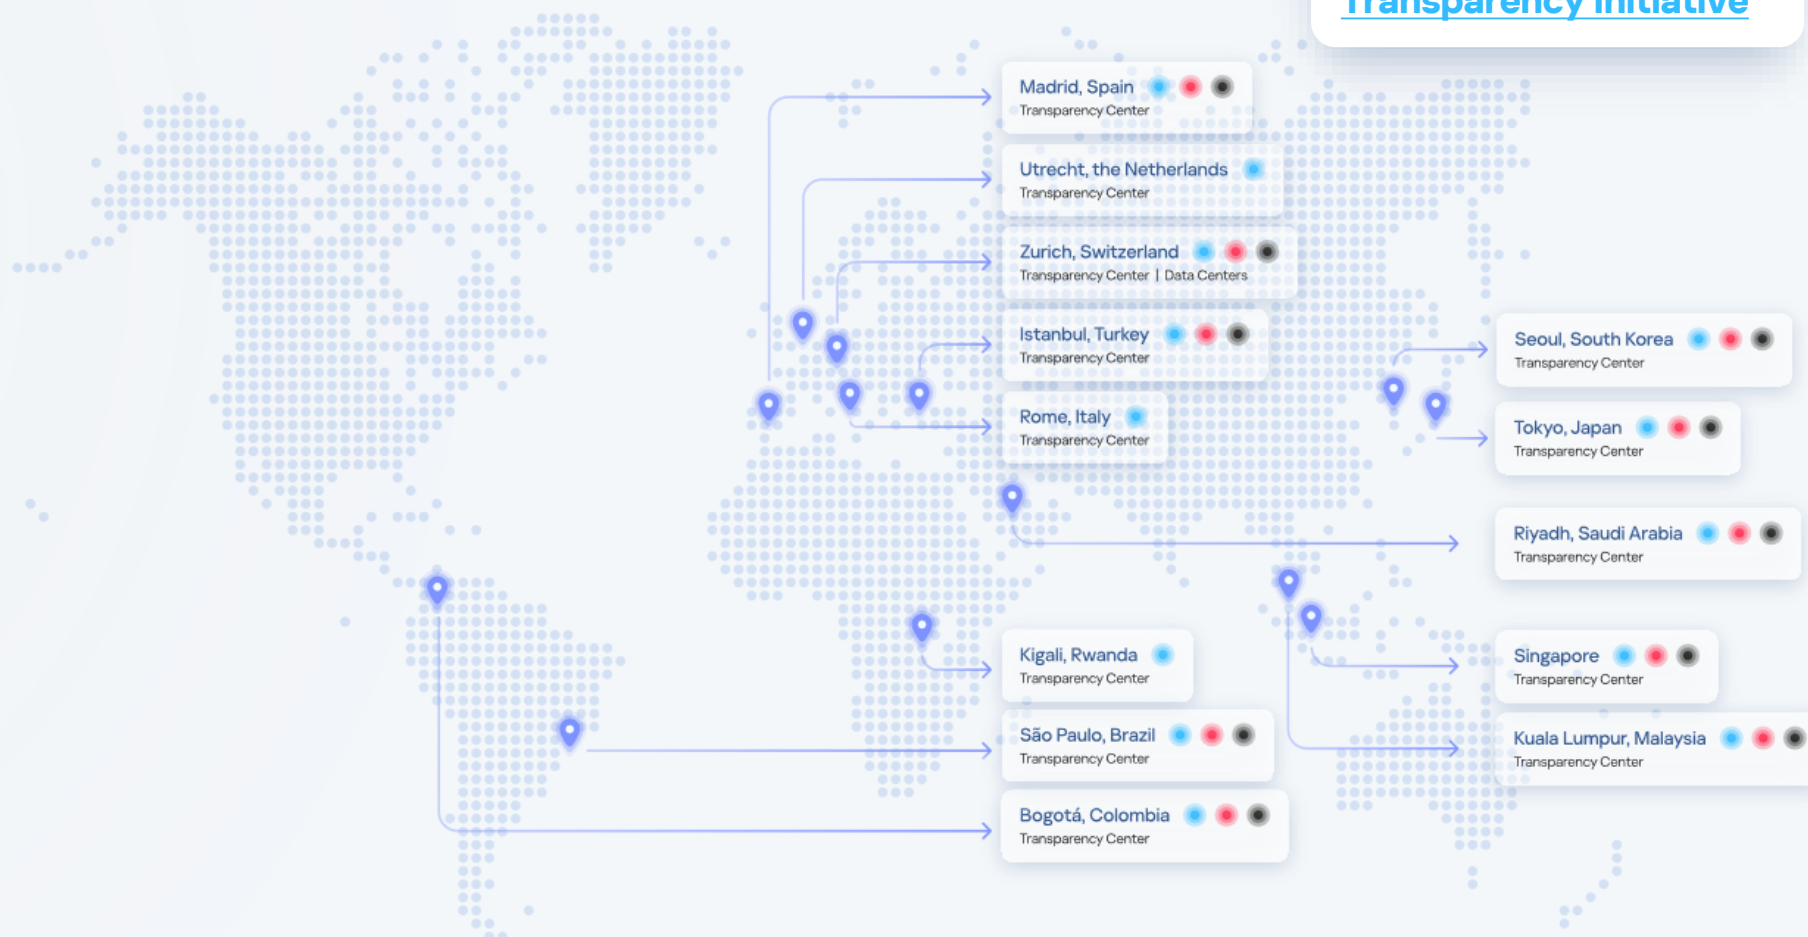 Transparency Initiative
Madrid, Spain
Transparency Center
Utrecht, the Netherlands
Transparency Center
Zurich, Switzerland
Transparency Center | Data Centers
Istanbul, Turkey
Transparency Center
Rome, Italy
Transparency Center
Seoul, South Korea
Transparency Center
Tokyo, Japan
Transparency Center
Riyadh, Saudi Arabia
Transparency Center
Kigali, Rwanda
Transparency Center
São Paulo, Brazil
Transparency Center
Bogotá, Colombia
Transparency Center
Singapore
Transparency Center
Kuala Lumpur, Malaysia
Transparency Center